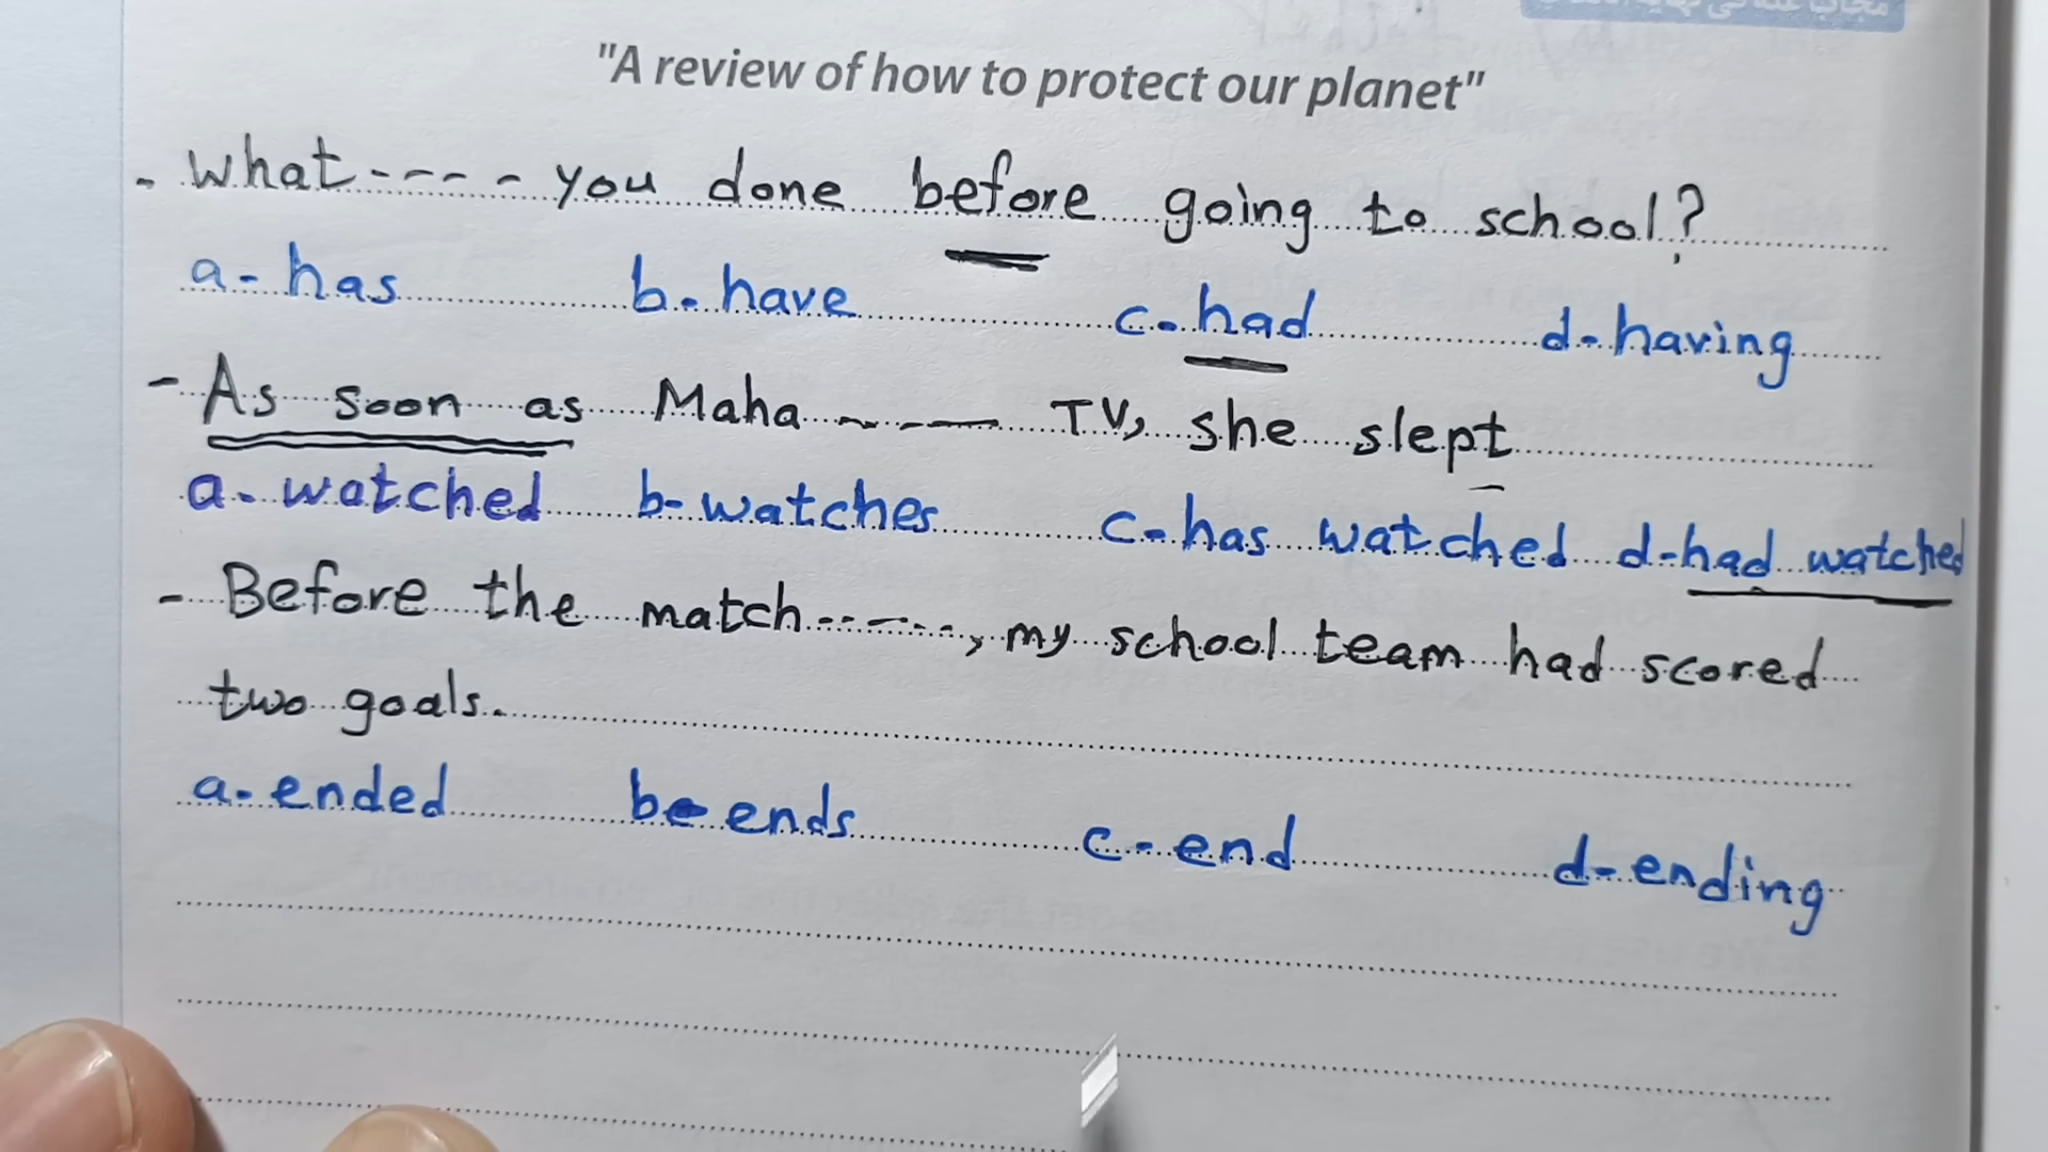 "A review of how to protect our planet"
- what ---- you done before going to school?
a- has b- have c- had d- having
- As soon as Maha ------ TV, she slept
a- watched b- watches c- has watched d- had watched
- Before the match ------, my school team had scored
two goals.
a- ended b- ends c- end d- ending